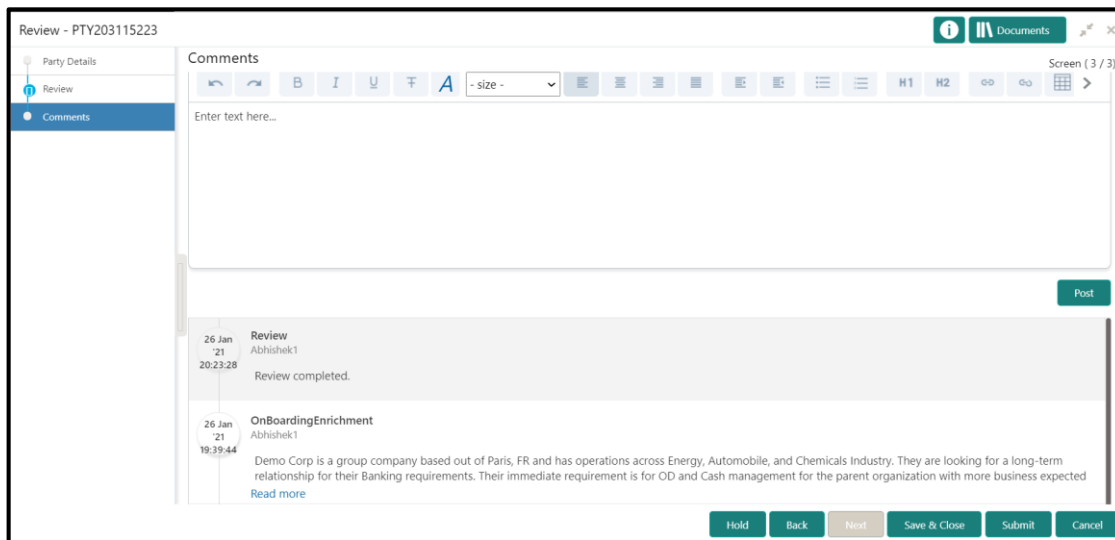 Review - PTY203115223
i Documents
Party Details
Review
Comments
Comments
Screen ( 3 / 3)
B I U T A - size - H1 H2
Enter text here...
Post
26 Jan
'21
20:23:28
Review
Abhishek1
Review completed.
26 Jan
'21
19:39:44
OnBoardingEnrichment
Abhishek1
Demo Corp is a group company based out of Paris, FR and has operations across Energy, Automobile, and Chemicals Industry. They are looking for a long-term
relationship for their Banking requirements. Their immediate requirement is for OD and Cash management for the parent organization with more business expected
Read more
Hold Back Next Save & Close Submit Cancel